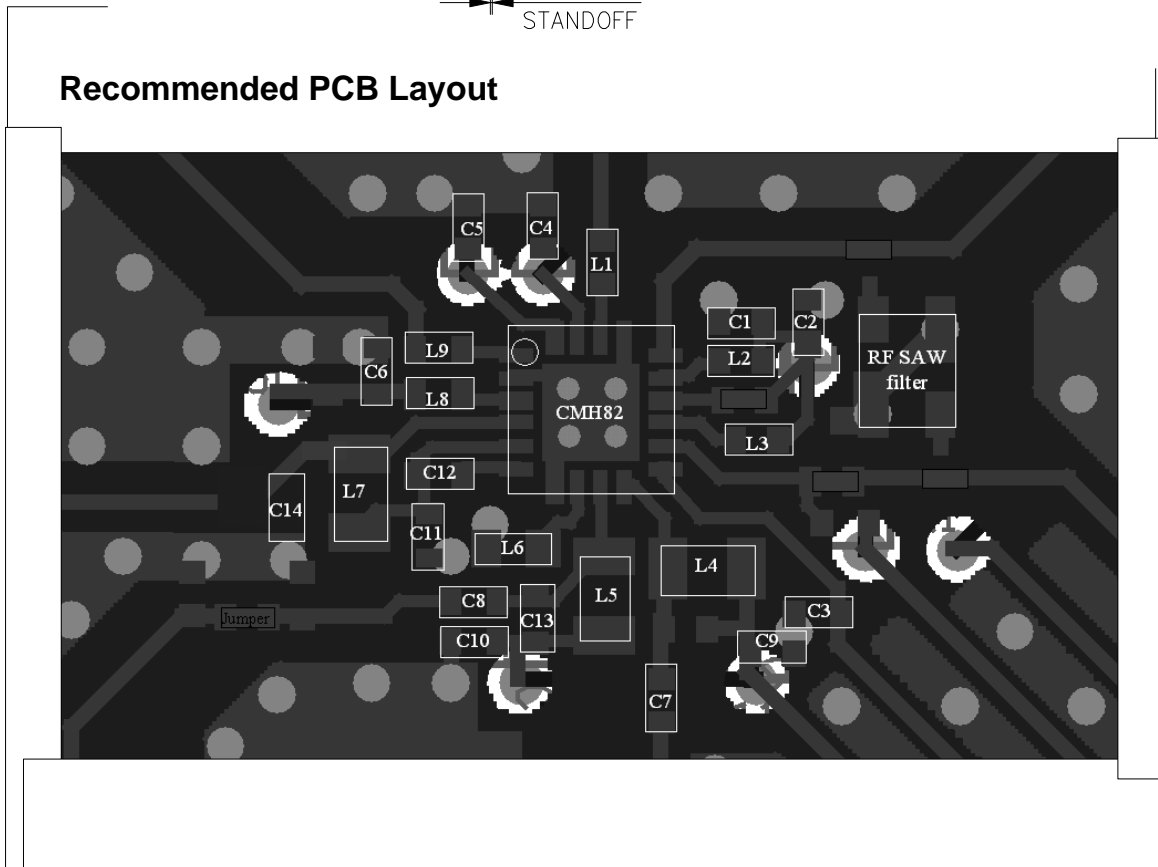 STANDOFF
Recommended PCB Layout
C5
C4
L1
C1
C2
L9
L2
RF SAW
filter
C6
L8
CMH82
L3
C12
L7
C14
C11
L6
L4
L5
C8
C13
C3
Jumper
C10
C9
C7